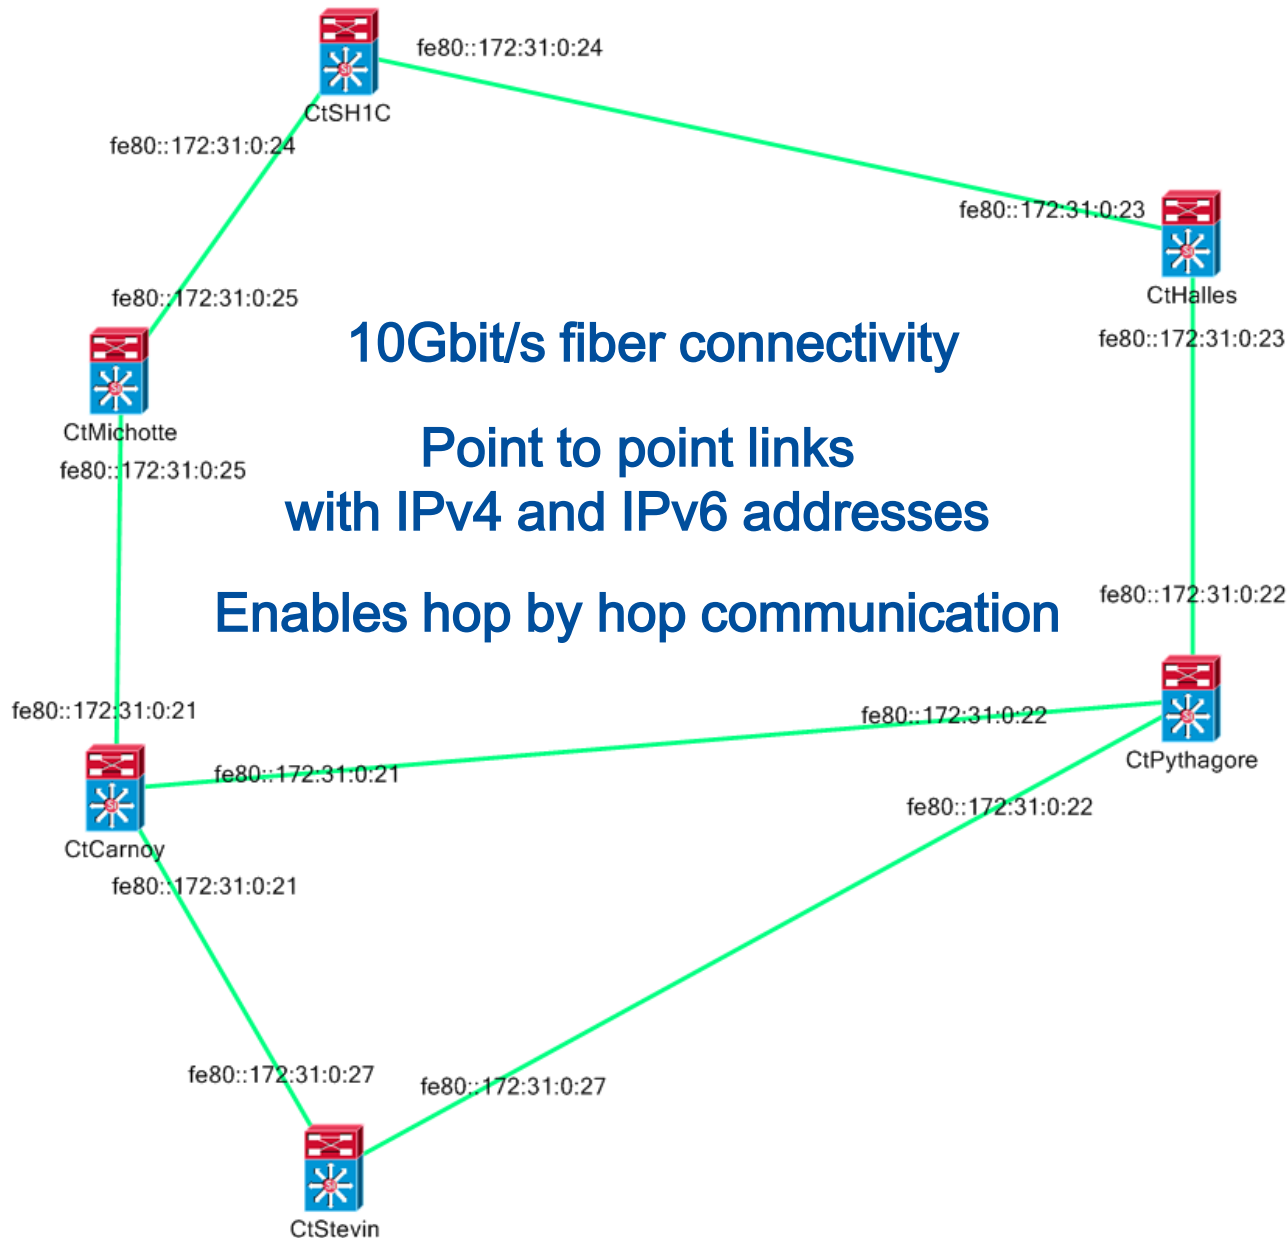 fe80::172:31:0:24
CtSH1C
fe80::172:31:0:24
fe80::172:31:0:23
CtHalles
fe80::172:31:0:25
fe80::172:31:0:23
10Gbit/s fiber connectivity
CtMichotte
fe80::172:31:0:25
Point to point links
with IPv4 and IPv6 addresses
Enables hop by hop communication
fe80::172:31:0:22
fe80::172:31:0:21
fe80::172:31:0:22
CtPythagore
fe80::172:31:0:21
fe80::172:31:0:22
CtCarnoy
fe80::172:31:0:21
fe80::172:31:0:27
fe80::172:31:0:27
CtStevin